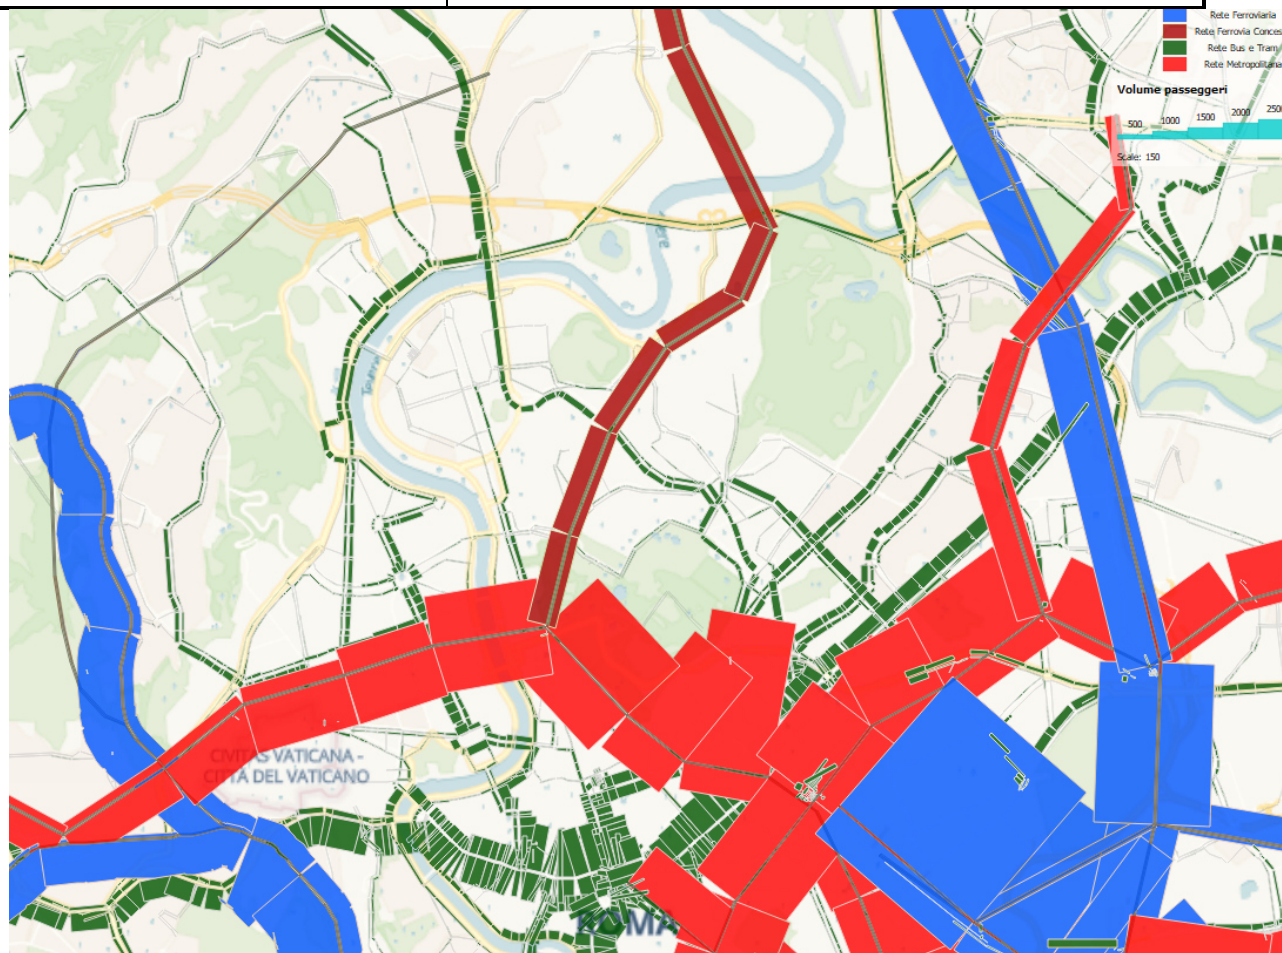 Rete Ferroviaria
Rete Ferrovia Conces
Rete Bus e Tram
Rete Metropolitana
Volume passeggeri
500 1000 1500 2000 2500
Scale: 150
Tevere
CIVITAS VATICANA -
CITTÀ DEL VATICANO
ROMA